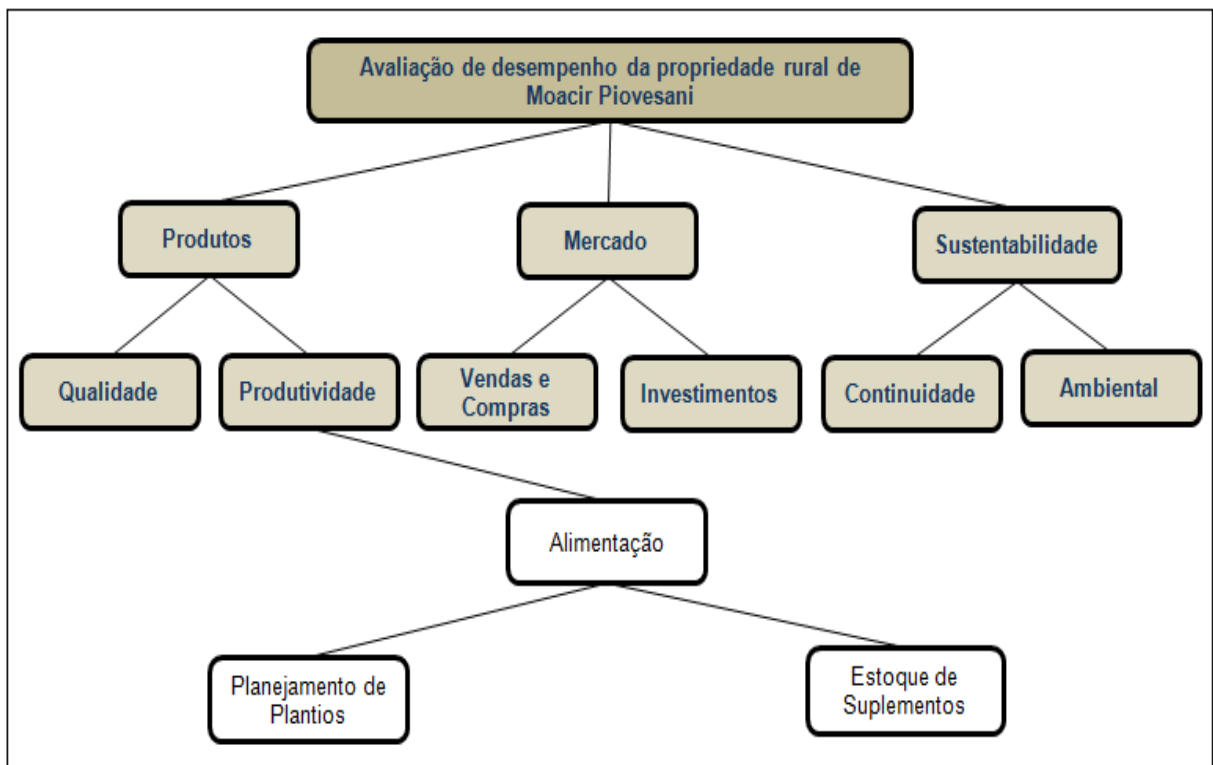 Avaliação de desempenho da propriedade rural de
Moacir Piovesani
Produtos
Mercado
Sustentabilidade
Qualidade
Produtividade
Vendas e
Compras
Investimentos
Continuidade
Ambiental
Alimentação
Planejamento de
Plantios
Estoque de
Suplementos